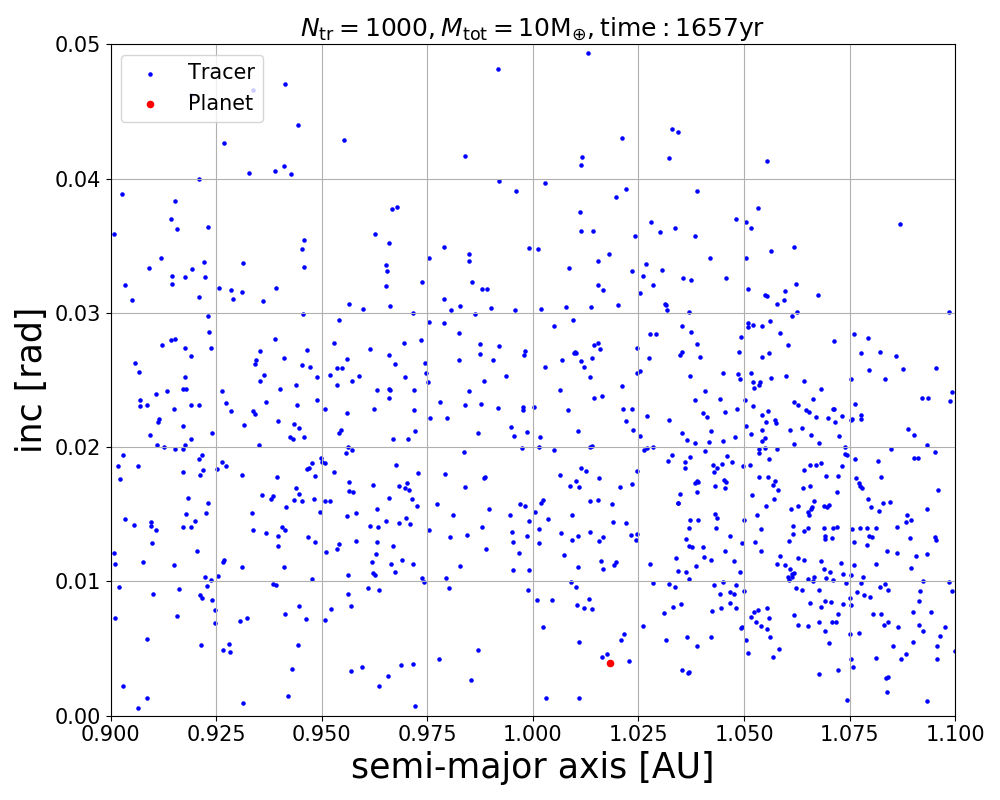 N_tr = 1000, M_tot = 10M_⊕, time : 1657yr
0.05
Tracer
Planet
0.04
0.03
inc [rad]
0.02
0.01
0.00
0.900 0.925 0.950 0.975 1.000 1.025 1.050 1.075 1.100
semi-major axis [AU]